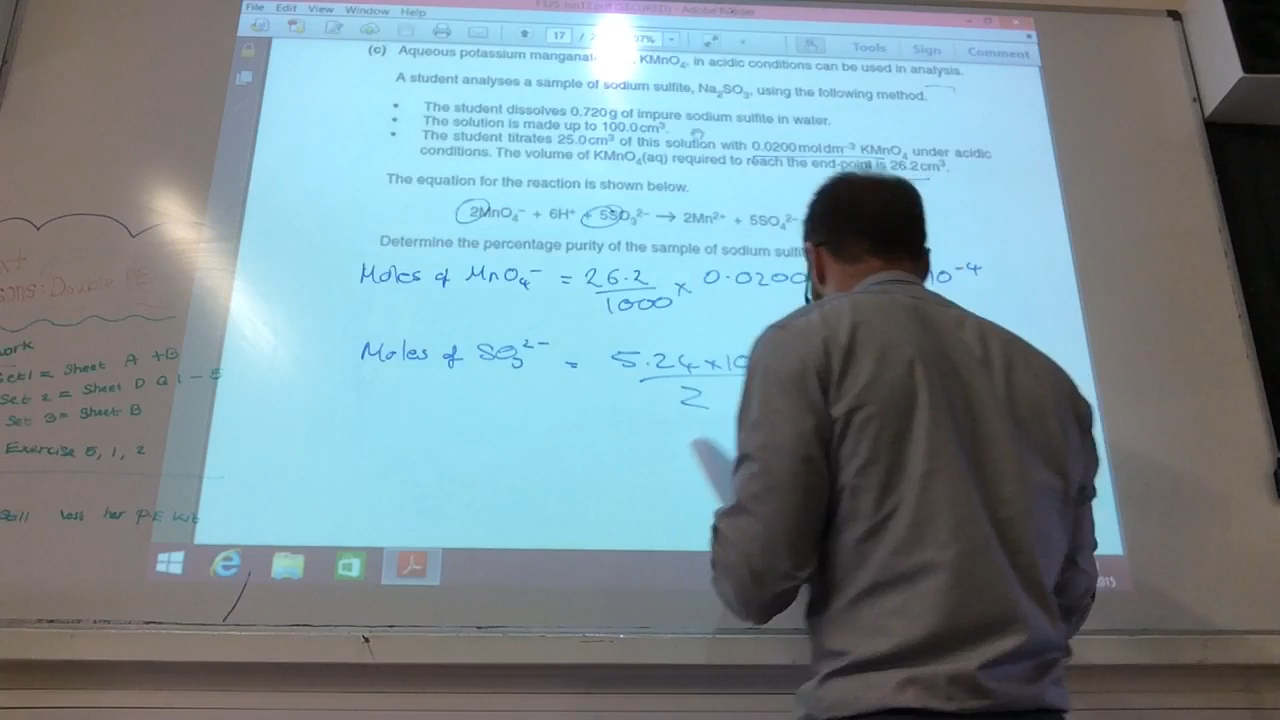 File Edit View Window Help
17 /
Tools Sign Comment
(c) Aqueous potassium KMnO₄, in acidic conditions can be used in analysis.
A student analyses a sample of sodium sulfite, Na₂SO₃, using the following method.
• The student dissolves 0.720 g of impure sodium sulfite in water.
• The solution is made up to 100.0 cm³.
• The student titrates 25.0 cm³ of this solution with 0.0200 mol dm⁻³ KMnO₄ under acidic
conditions. The volume of KMnO₄(aq) required to reach the end-point is 26.2 cm³.
The equation for the reaction is shown below.
2MnO₄⁻ + 6H⁺ + 5SO₃²⁻ → 2Mn²⁺ + 5SO₄²⁻
Determine the percentage purity of the sample of sodium
Moles of MnO₄⁻ = 26.2 / 1000 × 0.0200 10⁻⁴
Moles of SO₃²⁻ = 5.24 × 10
2
Double PE
Set 1 = Sheet A + B
Set 2 = Sheet D Q 1 - 5
Set 3 = Sheet B
Exercise 5, 1, 2
her P.E kit